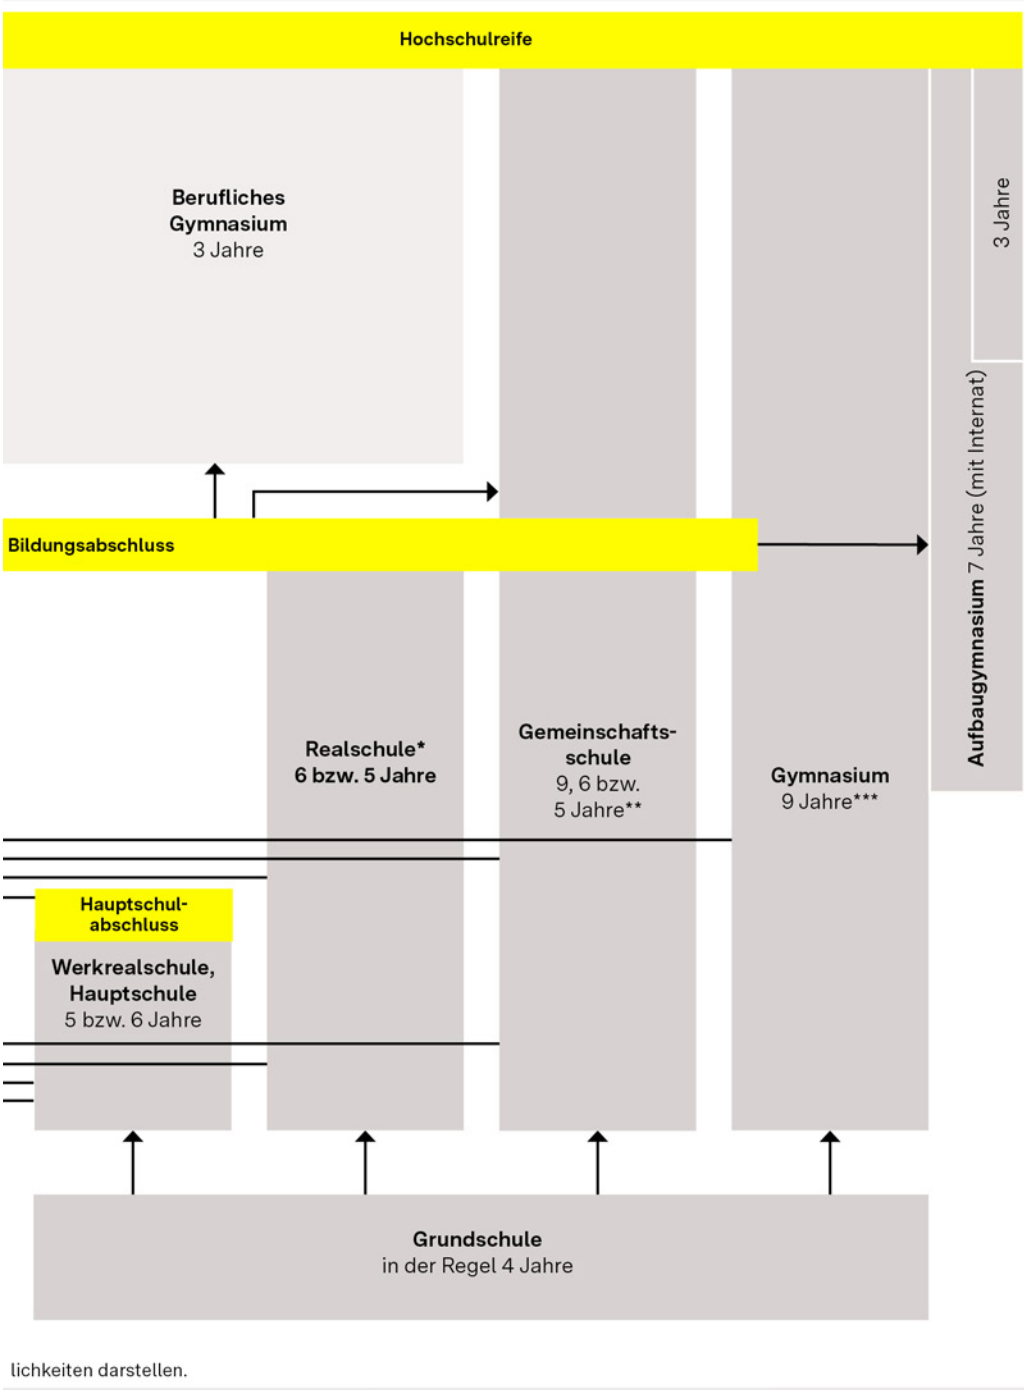 Hochschulreife
Berufliches
Gymnasium
3 Jahre
3 Jahre
Bildungsabschluss
Aufbaugymnasium 7 Jahre (mit Internat)
Realschule*
6 bzw. 5 Jahre
Gemeinschafts-
schule
9, 6 bzw.
5 Jahre**
Gymnasium
9 Jahre***
Hauptschul-
abschluss
Werkrealschule,
Hauptschule
5 bzw. 6 Jahre
Grundschule
in der Regel 4 Jahre
lichkeiten darstellen.